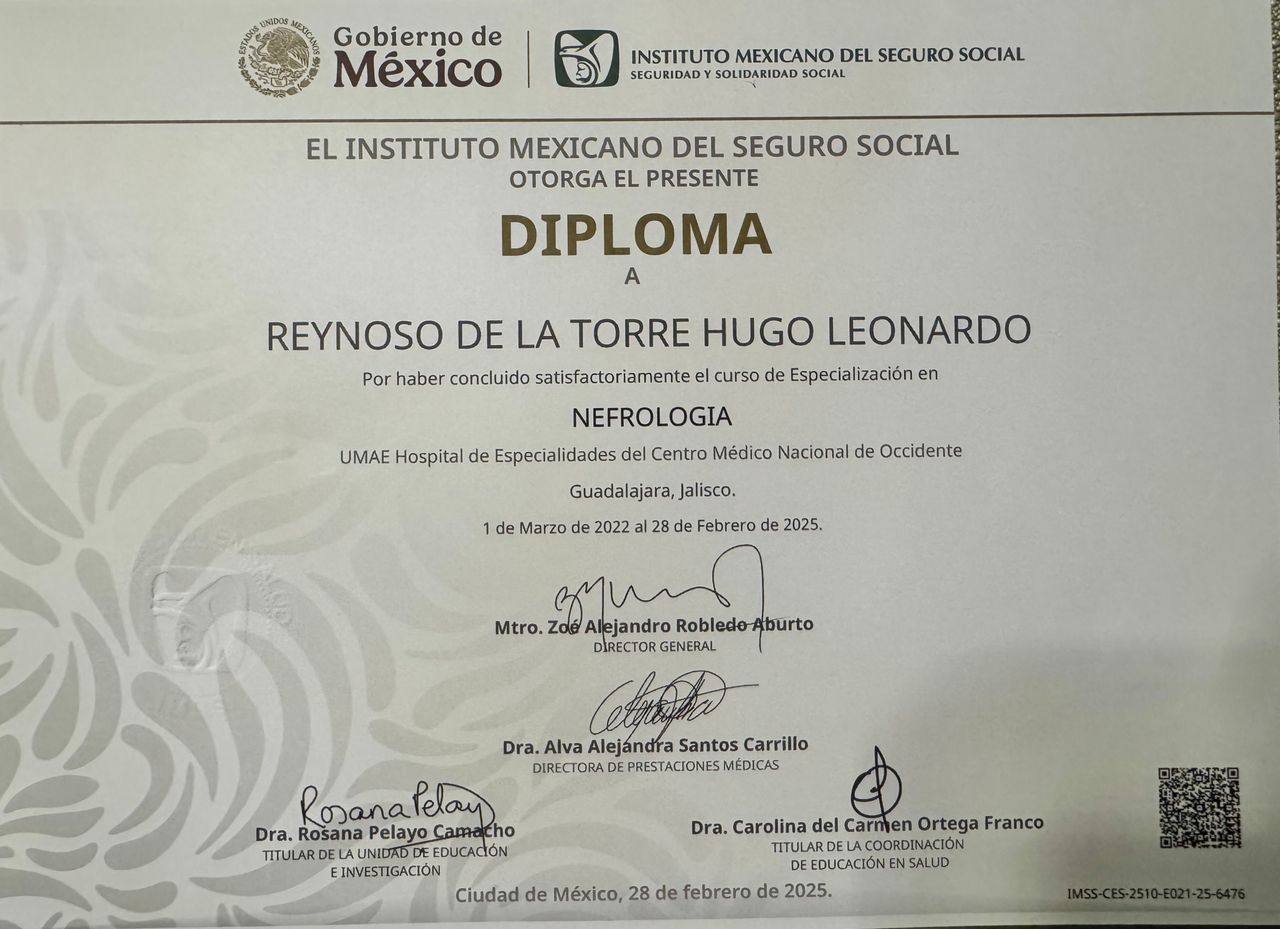 ESTADOS UNIDOS MEXICANOS
Gobierno de
México
INSTITUTO MEXICANO DEL SEGURO SOCIAL
SEGURIDAD Y SOLIDARIDAD SOCIAL
EL INSTITUTO MEXICANO DEL SEGURO SOCIAL
OTORGA EL PRESENTE
DIPLOMA
A
REYNOSO DE LA TORRE HUGO LEONARDO
Por haber concluido satisfactoriamente el curso de Especialización en
NEFROLOGIA
UMAE Hospital de Especialidades del Centro Médico Nacional de Occidente
Guadalajara, Jalisco.
1 de Marzo de 2022 al 28 de Febrero de 2025.
Mtro. Zoé Alejandro Robledo Aburto
DIRECTOR GENERAL
Dra. Alva Alejandra Santos Carrillo
DIRECTORA DE PRESTACIONES MÉDICAS
Rosana Pelayo
Dra. Rosana Pelayo Camacho
TITULAR DE LA UNIDAD DE EDUCACIÓN
E INVESTIGACIÓN
Dra. Carolina del Carmen Ortega Franco
TITULAR DE LA COORDINACIÓN
DE EDUCACIÓN EN SALUD
Ciudad de México, 28 de febrero de 2025.
IMSS-CES-2510-E021-25-6476